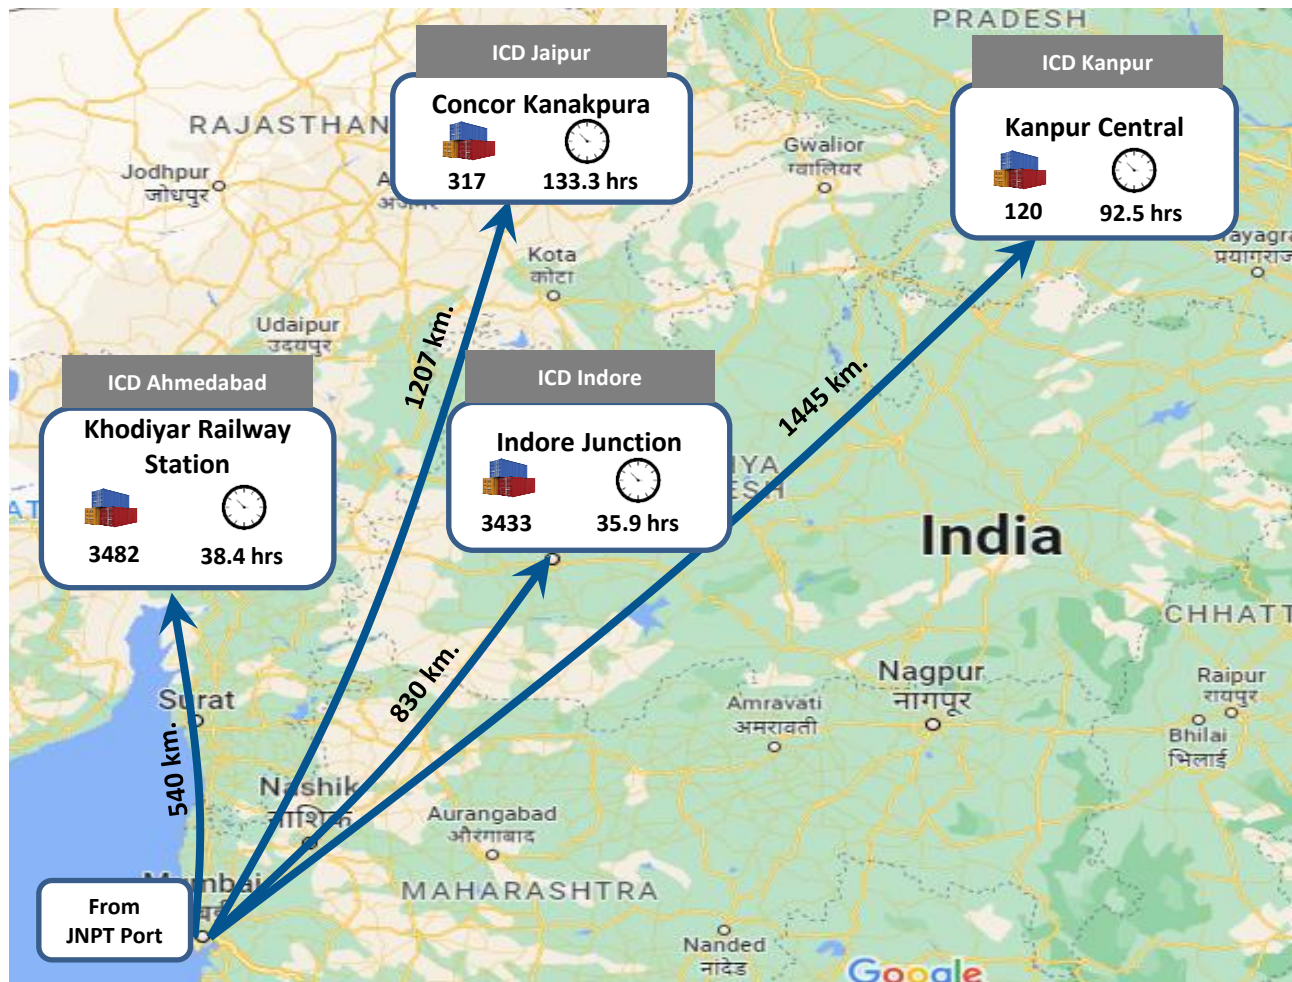 PRADESH
ICD Jaipur
ICD Kanpur
Concor Kanakpura
317 133.3 hrs
Kanpur Central
120 92.5 hrs
RAJASTHAN
Jodhpur
जोधपुर
Gwalior
ग्वालियर
Kota
कोटा
प्रयागराज
Udaipur
उदयपुर
1207 km.
1445 km.
ICD Ahmedabad
Khodiyar Railway
Station
3482 38.4 hrs
ICD Indore
Indore Junction
3433 35.9 hrs
India
CHHATT
830 km.
540 km.
Surat
Nagpur
नागपूर
Amravati
अमरावती
Raipur
रायपुर
Bhilai
भिलाई
Nashik
नाशिक
Aurangabad
औरंगाबाद
MAHARASHTRA
Mumbai
From
JNPT Port
Nanded
नांदेड
Google